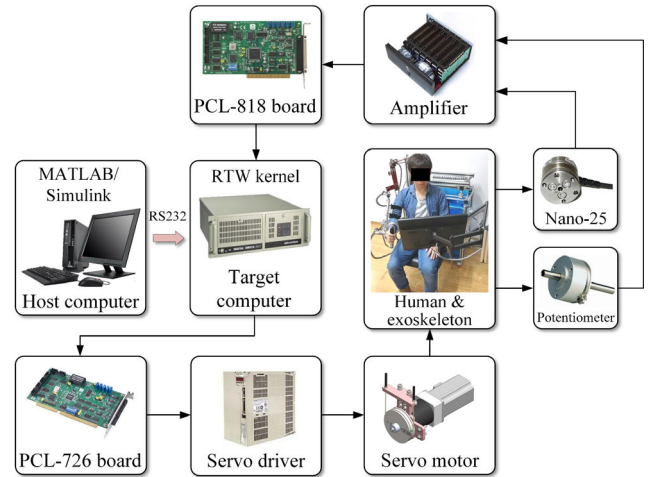 PCL-818 board
Amplifier
MATLAB/
Simulink
Host computer
RS232
RTW kernel
Target
computer
Human &
exoskeleton
Nano-25
Potentiometer
PCL-726 board
Servo driver
Servo motor